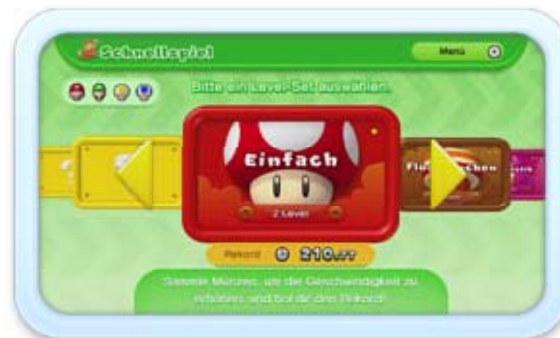 Schnellspiel
Menü
Bitte ein Level-Set auswählen.
Einfach
2 Level
Rekord 210
Sammle Münzen, um die Geschwindigkeit zu
erhöhen, und hol dir den Rekord!